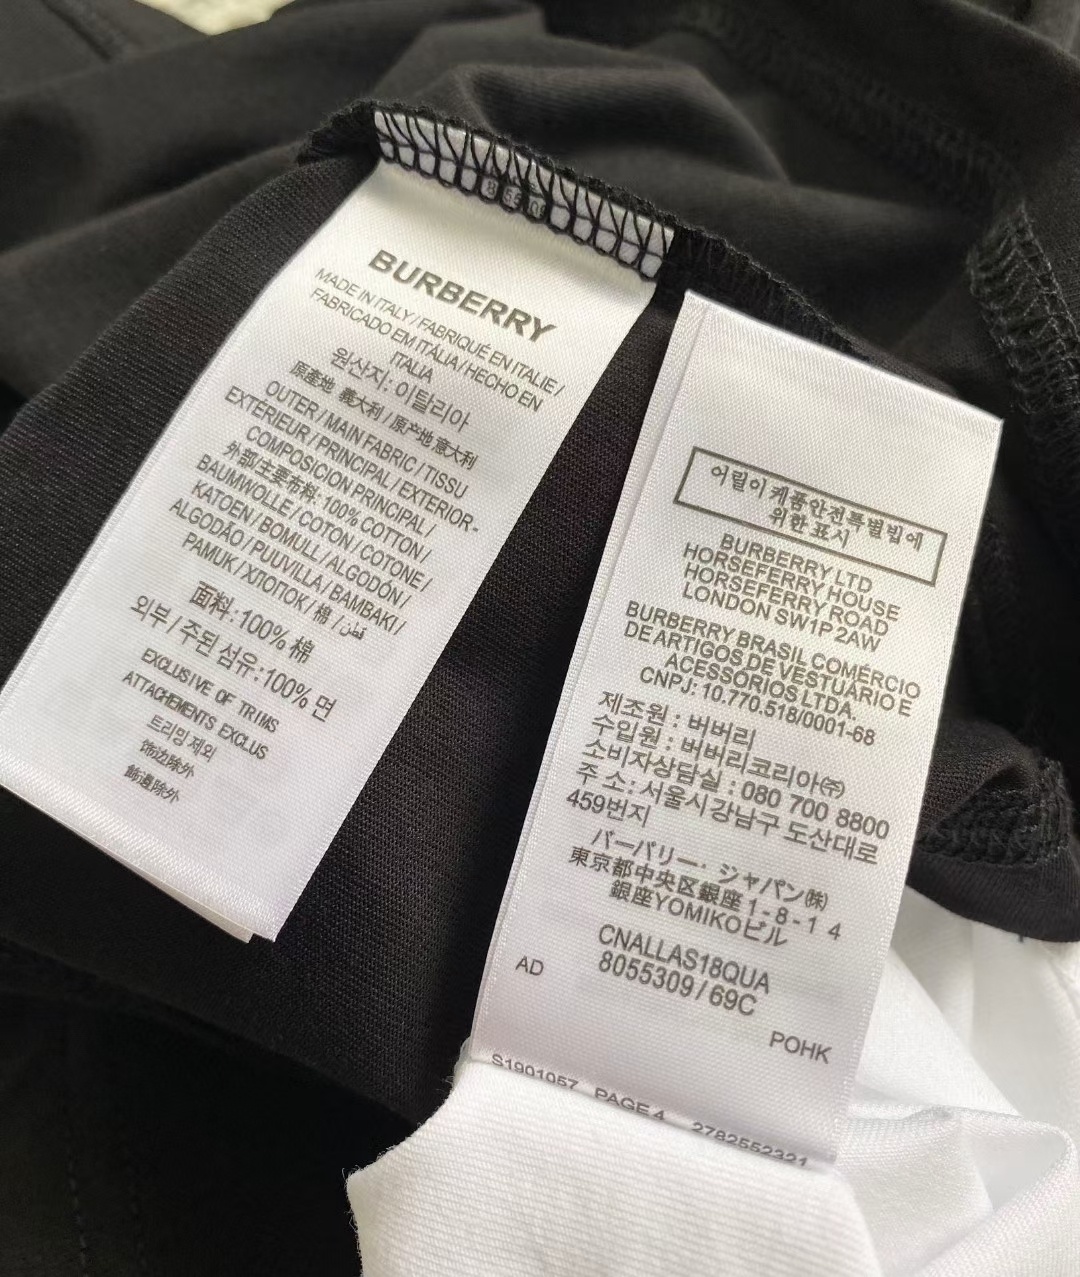 BURBERRY
MADE IN ITALY / FABRIQUÉ EN ITALIE /
FABRICADO EM ITÁLIA / HECHO EN
ITALIA
원산지: 이탈리아
原產地 義大利 / 原产地 意大利
OUTER / MAIN FABRIC / TISSU
EXTÉRIEUR / PRINCIPAL / EXTERIOR-
COMPOSICION PRINCIPAL /
外部主要布料: 100% COTTON /
BAUMWOLLE / COTON / COTONE /
KATOEN / BOMULL / ALGODÓN /
ALGODÃO / PUUVILLA / BAMBAKI /
PAMUK / ХЛОПОК / 棉 / قطن
面料: 100% 棉
외부 / 주된 섬유: 100% 면
EXCLUSIVE OF TRIMS
ATTACHEMENTS EXCLUS
트리밍 제외
饰边除外
飾邊除外
어린이제품안전특별법에
위한표시
BURBERRY LTD
HORSEFERRY HOUSE
HORSEFERRY ROAD
LONDON SW1P 2AW
BURBERRY BRASIL COMÉRCIO
DE ARTIGOS DE VESTUÁRIO E
ACESSÓRIOS LTDA.
CNPJ: 10.770.518/0001-68
제조원 : 버버리
수입원 : 버버리코리아㈜
소비자상담실 : 080 700 8800
주 소: 서울시 강남구 도산대로
459번지
バーバリー· ジャパン㈱
東京都中央区銀座1-8-14
銀座YOMIKOビル
CNALLAS18QUA
8055309 / 69C
AD
POHK
S1901057 PAGE 4 2782552321